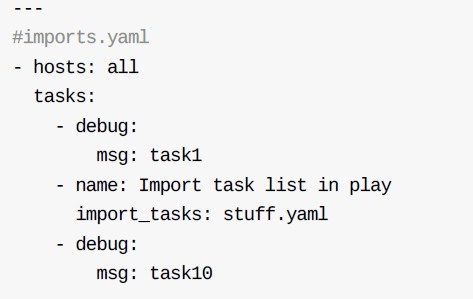 ---
#imports.yaml
- hosts: all
  tasks:
    - debug:
        msg: task1
    - name: Import task list in play
      import_tasks: stuff.yaml
    - debug:
        msg: task10